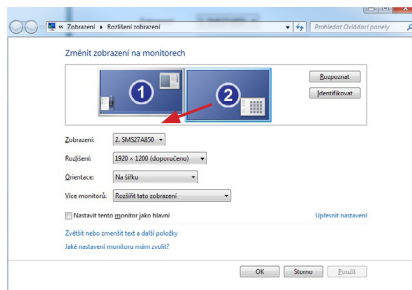 « Zobrazení ▸ Rozlišení zobrazení
Prohledat Ovládací panely
Změnit zobrazení na monitorech
1
2
Rozpoznat
Identifikovat
Zobrazení: 2. SMS27A850
Rozlišení: 1920 × 1200 (doporučeno)
Orientace: Na šířku
Více monitorů: Rozšířit tato zobrazení
Nastavit tento monitor jako hlavní
Upřesnit nastavení
Zvětšit nebo zmenšit text a další položky
Jaké nastavení monitoru mám zvolit?
OK Storno Použít